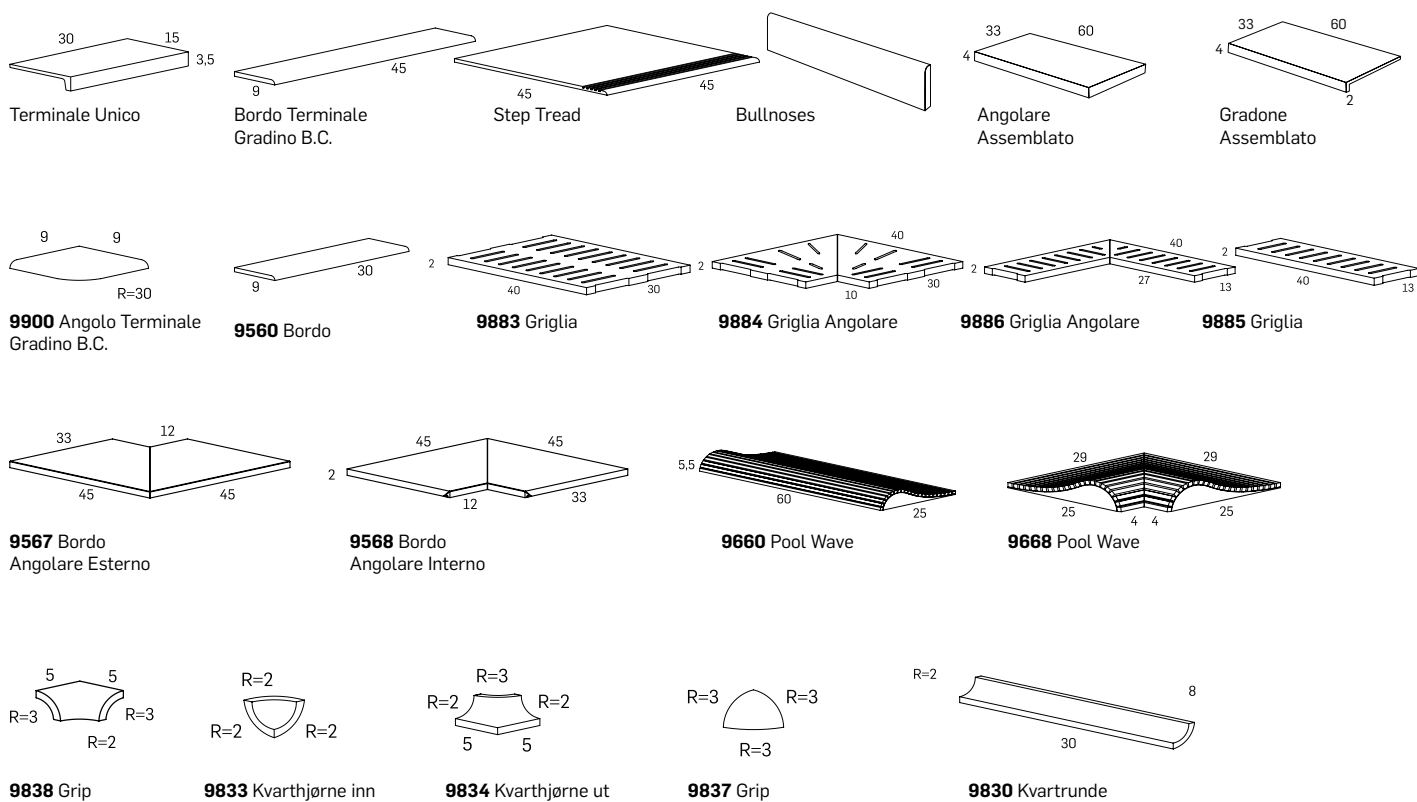 30
15
3,5
Terminale Unico
45
9
Bordo Terminale
Gradino B.C.
45
45
Step Tread
Bullnoses
33
60
4
Angolare
Assemblato
33
60
4
2
Gradone
Assemblato
9
9
R=30
9900 Angolo Terminale
Gradino B.C.
30
9
9560 Bordo
2
40
30
9883 Griglia
40
2
30
10
9884 Griglia Angolare
40
2
27
13
9886 Griglia Angolare
2
40
13
9885 Griglia
33
12
45
45
9567 Bordo
Angolare Esterno
45
45
2
12
33
9568 Bordo
Angolare Interno
5,5
60
25
9660 Pool Wave
29
29
25
4
4
25
9668 Pool Wave
5
5
R=3
R=3
R=2
9838 Grip
R=2
R=2
R=2
9833 Kvarthjørne inn
R=3
R=2
R=2
5
5
9834 Kvarthjørne ut
R=3
R=3
R=3
9837 Grip
R=2
8
30
9830 Kvartrunde